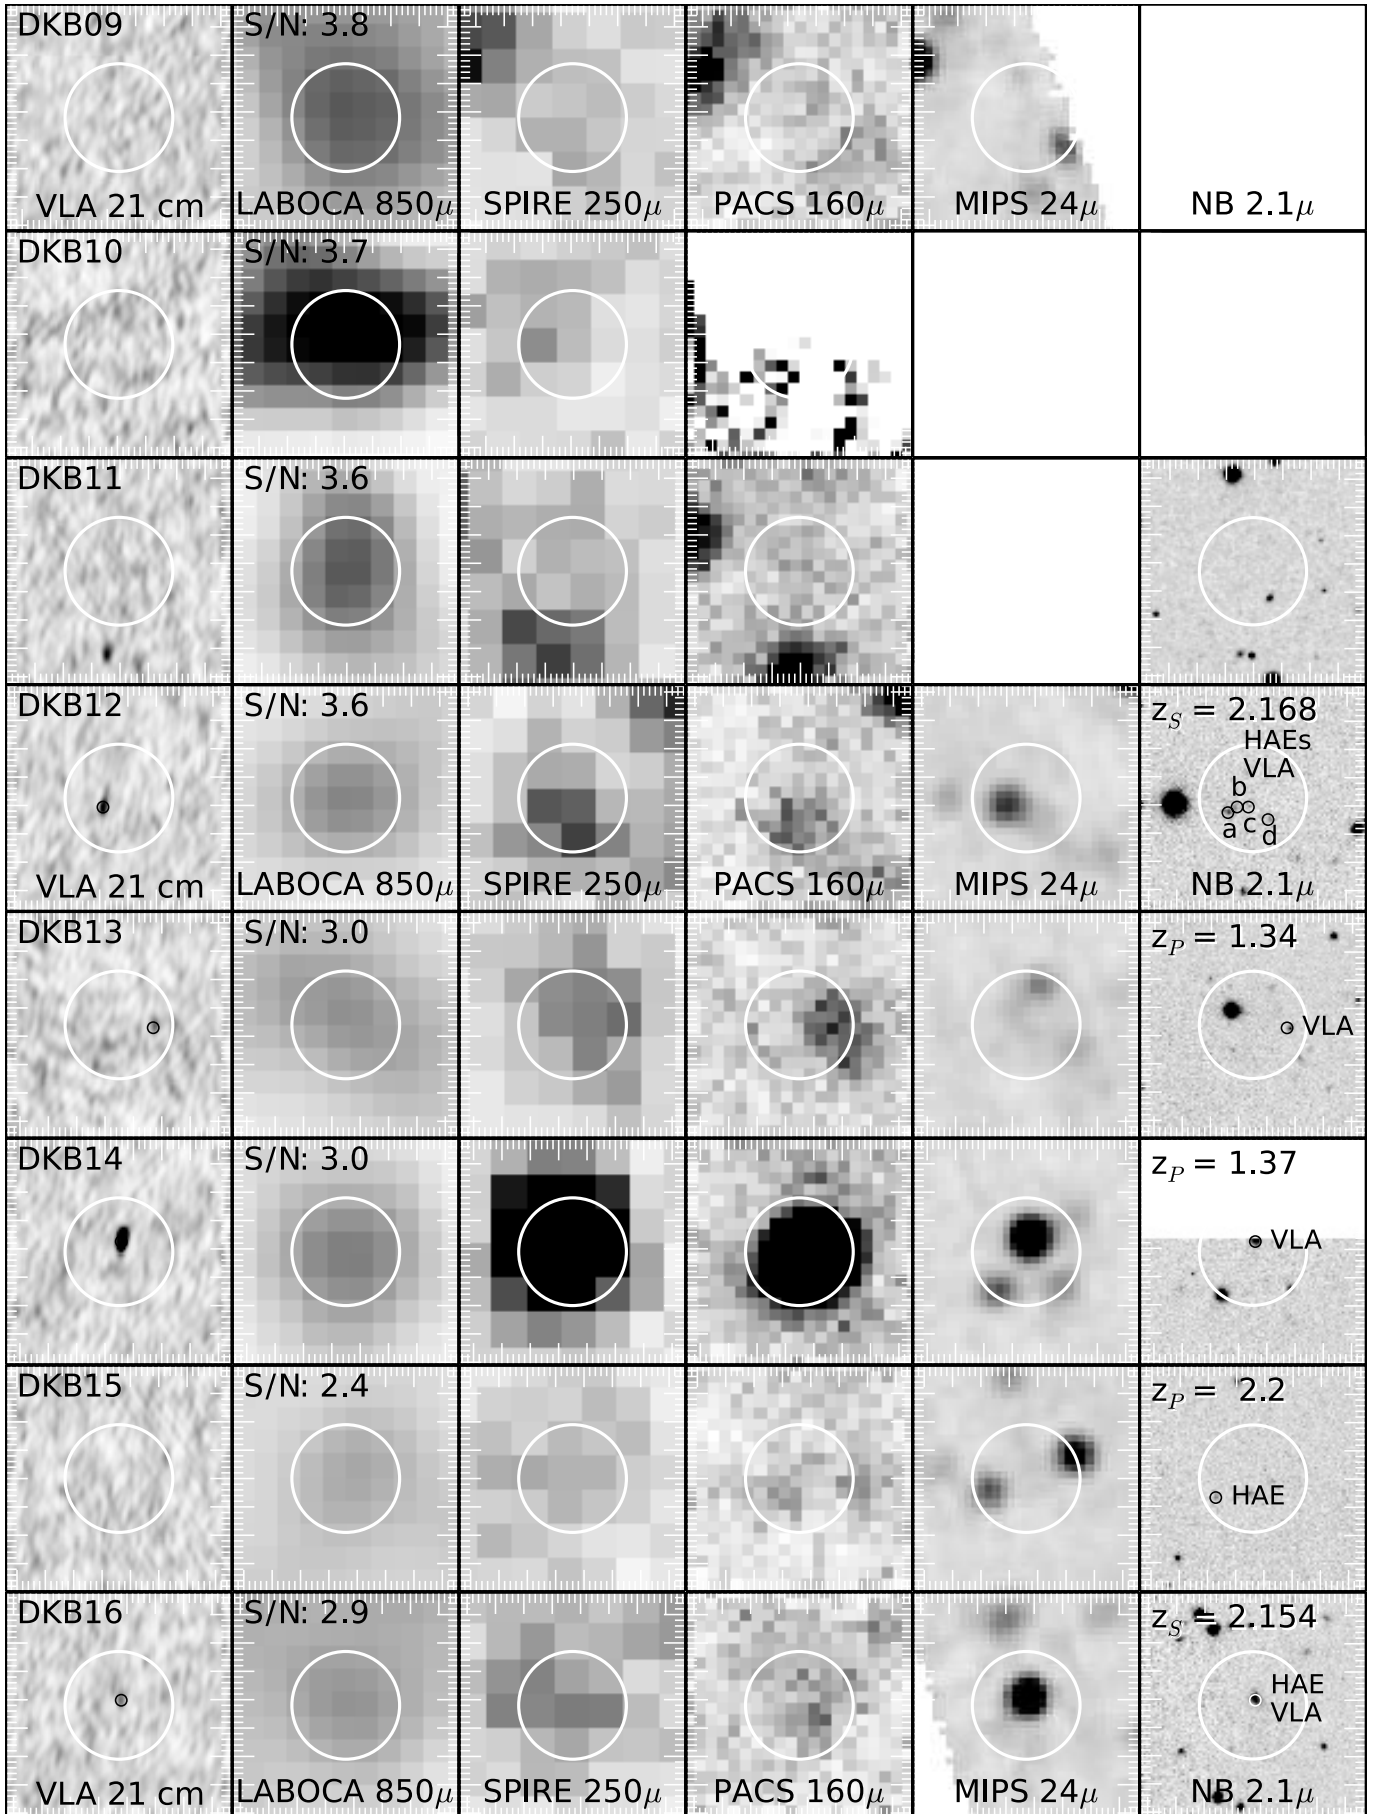 DKB09 S/N: 3.8
VLA 21 cm LABOCA 850μ SPIRE 250μ PACS 160μ MIPS 24μ NB 2.1μ
DKB10 S/N: 3.7
DKB11 S/N: 3.6
DKB12 S/N: 3.6 z_S = 2.168
HAEs
VLA
b
a c d
VLA 21 cm LABOCA 850μ SPIRE 250μ PACS 160μ MIPS 24μ NB 2.1μ
DKB13 S/N: 3.0 z_P = 1.34
VLA
DKB14 S/N: 3.0 z_P = 1.37
VLA
DKB15 S/N: 2.4 z_P = 2.2
HAE
DKB16 S/N: 2.9 z_S = 2.154
HAE
VLA
VLA 21 cm LABOCA 850μ SPIRE 250μ PACS 160μ MIPS 24μ NB 2.1μ